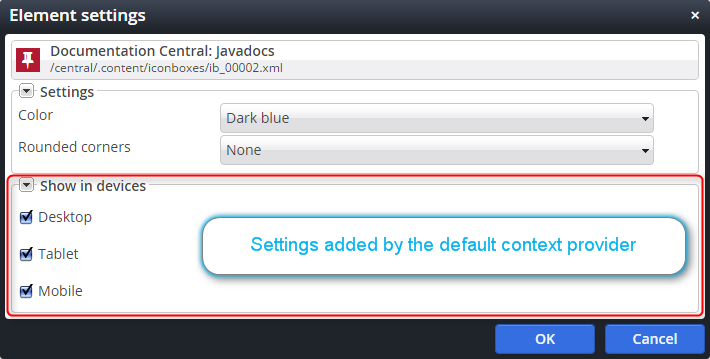 Element settings
Documentation Central: Javadocs
/central/.content/iconboxes/ib_00002.xml
Settings
Color Dark blue
Rounded corners None
Show in devices
Desktop
Settings added by the default context provider
Tablet
Mobile
OK Cancel